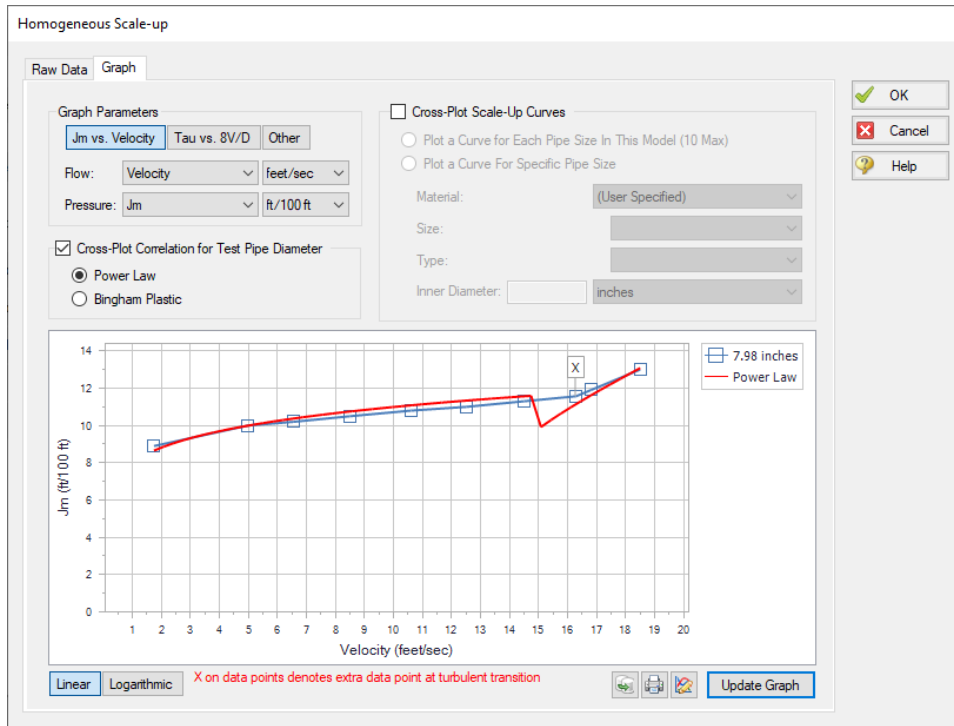 Homogeneous Scale-up
Raw Data Graph
Graph Parameters
Jm vs. Velocity Tau vs. 8V/D Other
Flow: Velocity feet/sec
Pressure: Jm ft/100 ft
Cross-Plot Correlation for Test Pipe Diameter
Power Law
Bingham Plastic
Cross-Plot Scale-Up Curves
Plot a Curve for Each Pipe Size In This Model (10 Max)
Plot a Curve For Specific Pipe Size
Material: (User Specified)
Size:
Type:
Inner Diameter: inches
OK
Cancel
Help
14
12
10
8
6
4
2
0
Jm (ft/100 ft)
X
7.98 inches
Power Law
1 2 3 4 5 6 7 8 9 10 11 12 13 14 15 16 17 18 19 20
Velocity (feet/sec)
Linear Logarithmic X on data points denotes extra data point at turbulent transition Update Graph